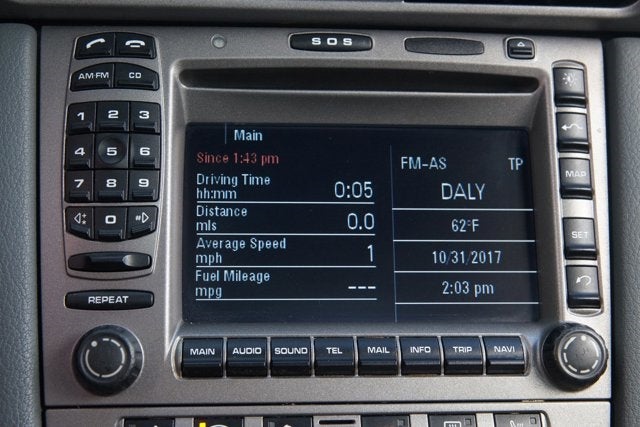 SOS
AM·FM CD
1 2 3
4 5 6
7 8 9
0
REPEAT
Main
Since 1:43 pm
Driving Time
hh:mm 0:05
Distance
mls 0.0
Average Speed
mph 1
Fuel Mileage
mpg ---
FM-AS TP
DALY
62°F
10/31/2017
2:03 pm
MAP
SET
MAIN AUDIO SOUND TEL MAIL INFO TRIP NAVI